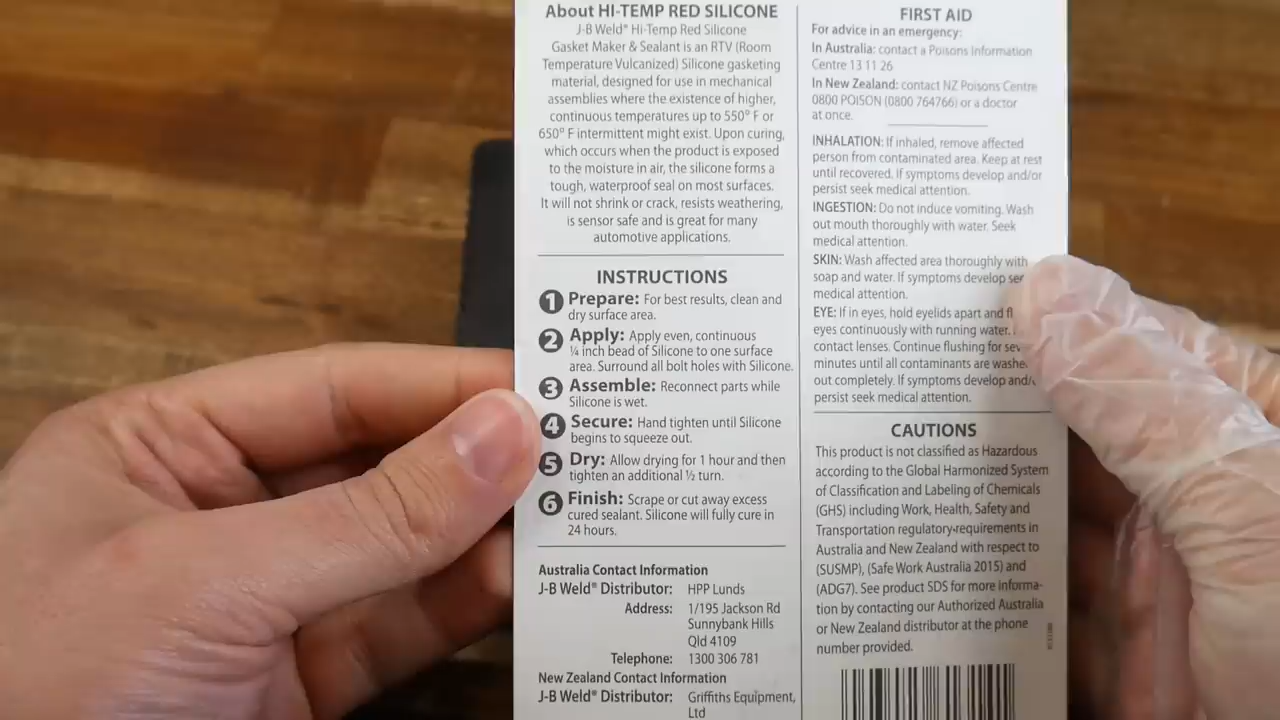 About HI-TEMP RED SILICONE
J-B Weld® Hi-Temp Red Silicone
Gasket Maker & Sealant is an RTV (Room
Temperature Vulcanized) Silicone gasketing
material, designed for use in mechanical
assemblies where the existence of higher,
continuous temperatures up to 550° F or
650° F intermittent might exist. Upon curing,
which occurs when the product is exposed
to the moisture in air, the silicone forms a
tough, waterproof seal on most surfaces.
It will not shrink or crack, resists weathering,
is sensor safe and is great for many
automotive applications.
INSTRUCTIONS
1 Prepare: For best results, clean and
dry surface area.
2 Apply: Apply even, continuous
¼ inch bead of Silicone to one surface
area. Surround all bolt holes with Silicone.
3 Assemble: Reconnect parts while
Silicone is wet.
4 Secure: Hand tighten until Silicone
begins to squeeze out.
5 Dry: Allow drying for 1 hour and then
tighten an additional ½ turn.
6 Finish: Scrape or cut away excess
cured sealant. Silicone will fully cure in
24 hours.
Australia Contact Information
J-B Weld® Distributor: HPP Lunds
Address: 1/195 Jackson Rd
Sunnybank Hills
Qld 4109
Telephone: 1300 306 781
New Zealand Contact Information
J-B Weld® Distributor: Griffiths Equipment,
Ltd
FIRST AID
For advice in an emergency:
In Australia: contact a Poisons Information
Centre 13 11 26
In New Zealand: contact NZ Poisons Centre
0800 POISON (0800 764766) or a doctor
at once.
INHALATION: If inhaled, remove affected
person from contaminated area. Keep at rest
until recovered. If symptoms develop and/or
persist seek medical attention.
INGESTION: Do not induce vomiting. Wash
out mouth thoroughly with water. Seek
medical attention.
SKIN: Wash affected area thoroughly with
soap and water. If symptoms develop
medical attention.
EYE: If in eyes, hold eyelids apart and
eyes continuously with running water.
contact lenses. Continue flushing for
minutes until all contaminants are
out completely. If symptoms develop
persist seek medical attention.
CAUTIONS
This product is not classified as Hazardous
according to the Global Harmonized System
of Classification and Labeling of Chemicals
(GHS) including Work, Health, Safety and
Transportation regulatory requirements in
Australia and New Zealand with respect to
(SUSMP), (Safe Work Australia 2015) and
(ADG7). See product SDS for more informa-
tion by contacting our Authorized Australia
or New Zealand distributor at the phone
number provided.